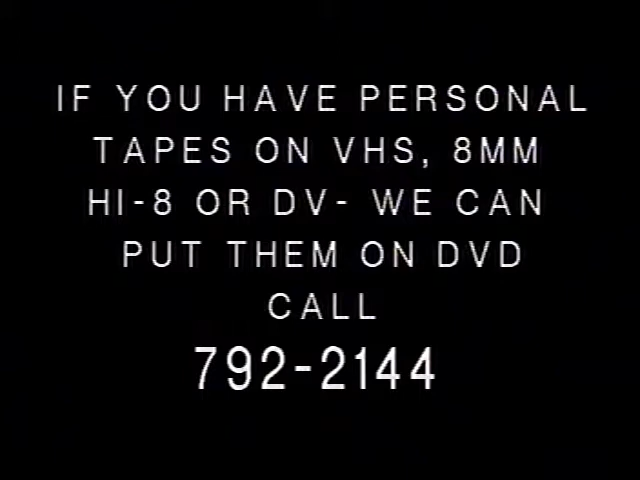 IF YOU HAVE PERSONAL
TAPES ON VHS, 8MM
HI-8 OR DV- WE CAN
PUT THEM ON DVD
CALL
792-2144